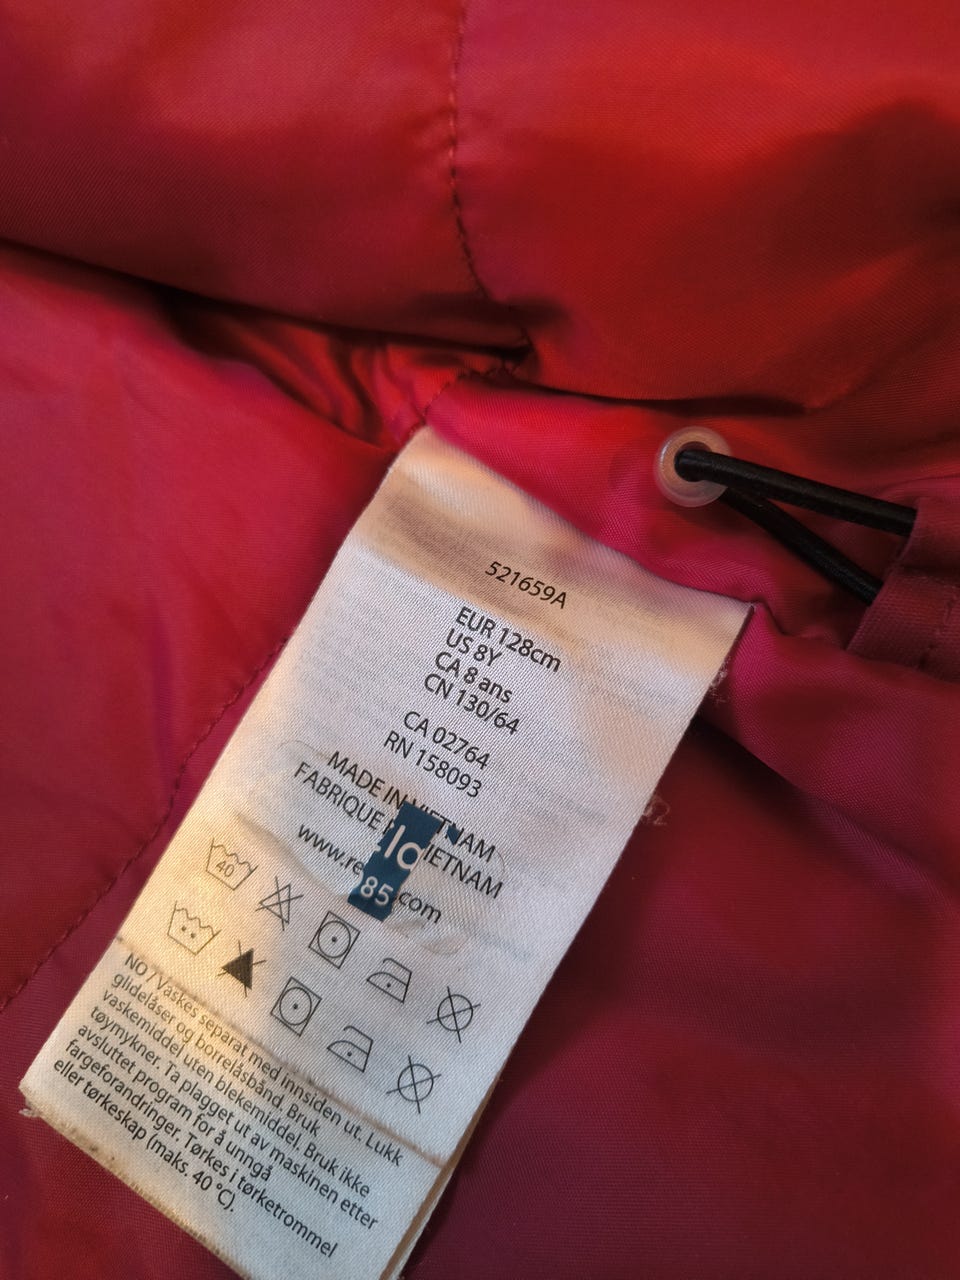 521659A
EUR 128cm
US 8Y
CA 8 ans
CN 130/64
CA 02764
RN 158093
MADE IN VIETNAM
FABRIQUE VIETNAM
lo
85
.com
40
NO / Vaskes separat med innsiden ut. Lukk
glidelåser og borrelåsbånd. Bruk
vaskemiddel uten blekemiddel. Bruk ikke
tøymykner. Ta plagget ut av maskinen etter
avsluttet program for å unngå
fargeforandringer. Tørkes i tørketrommel
eller tørkeskap (maks. 40 °C).